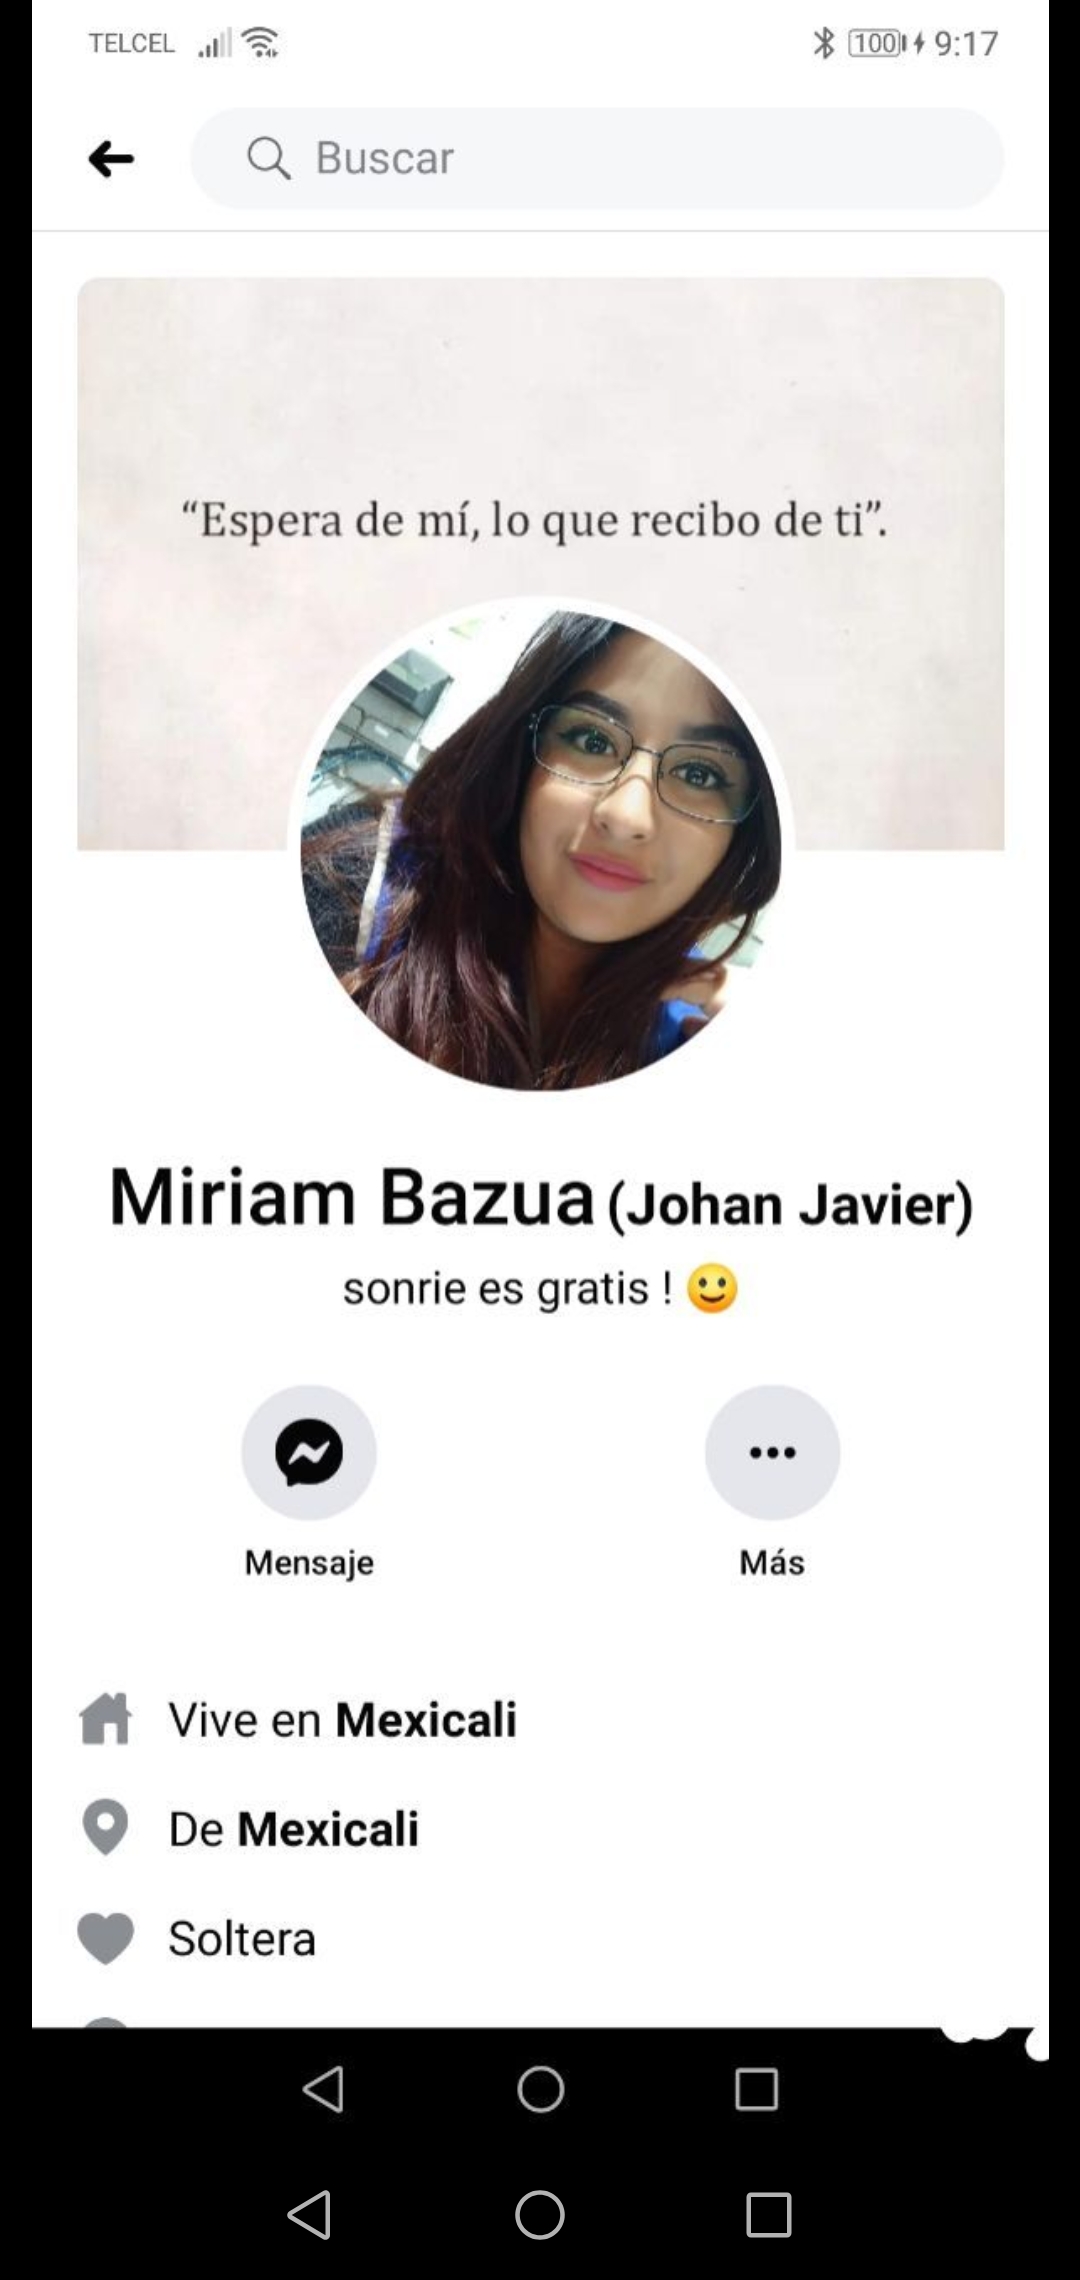 TELCEL 100 9:17
Buscar
“Espera de mí, lo que recibo de ti”.
Miriam Bazua (Johan Javier)
sonrie es gratis ! 🙂
Mensaje Más
Vive en Mexicali
De Mexicali
Soltera